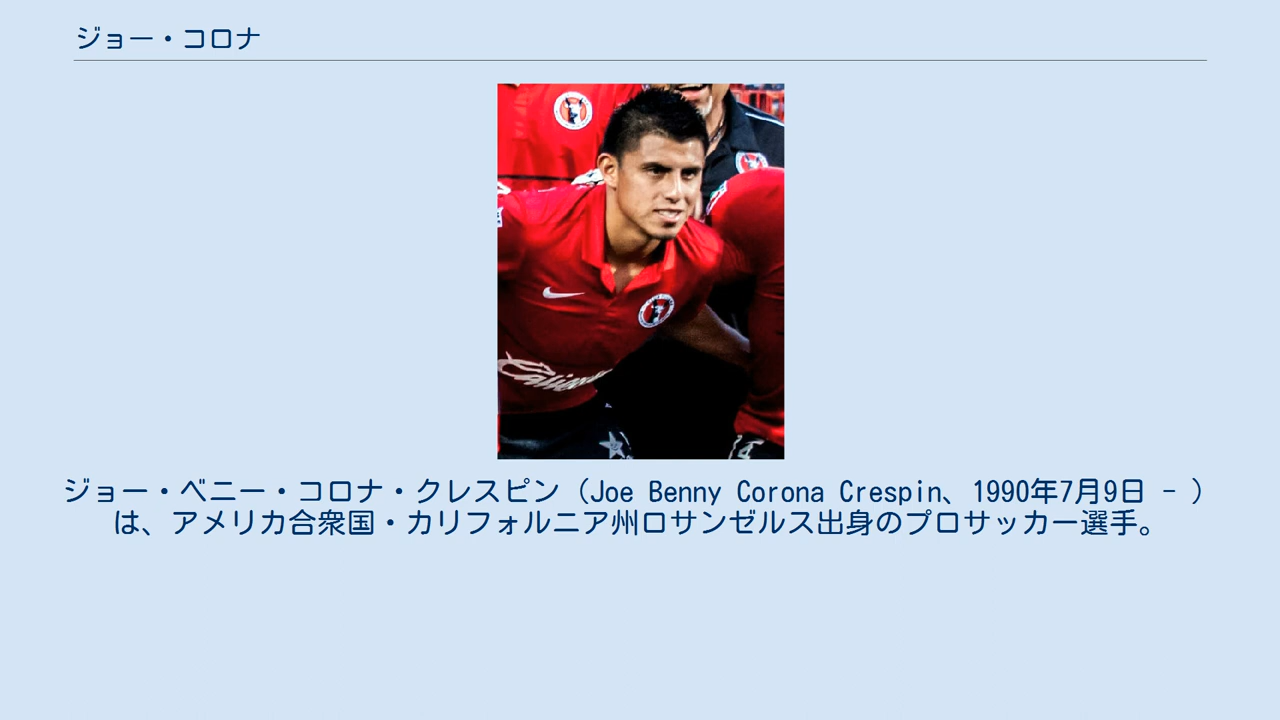 ジョー・コロナ
Caliente
ジョー・ベニー・コロナ・クレスピン（Joe Benny Corona Crespin、1990年7月9日 - ）
は、アメリカ合衆国・カリフォルニア州ロサンゼルス出身のプロサッカー選手。